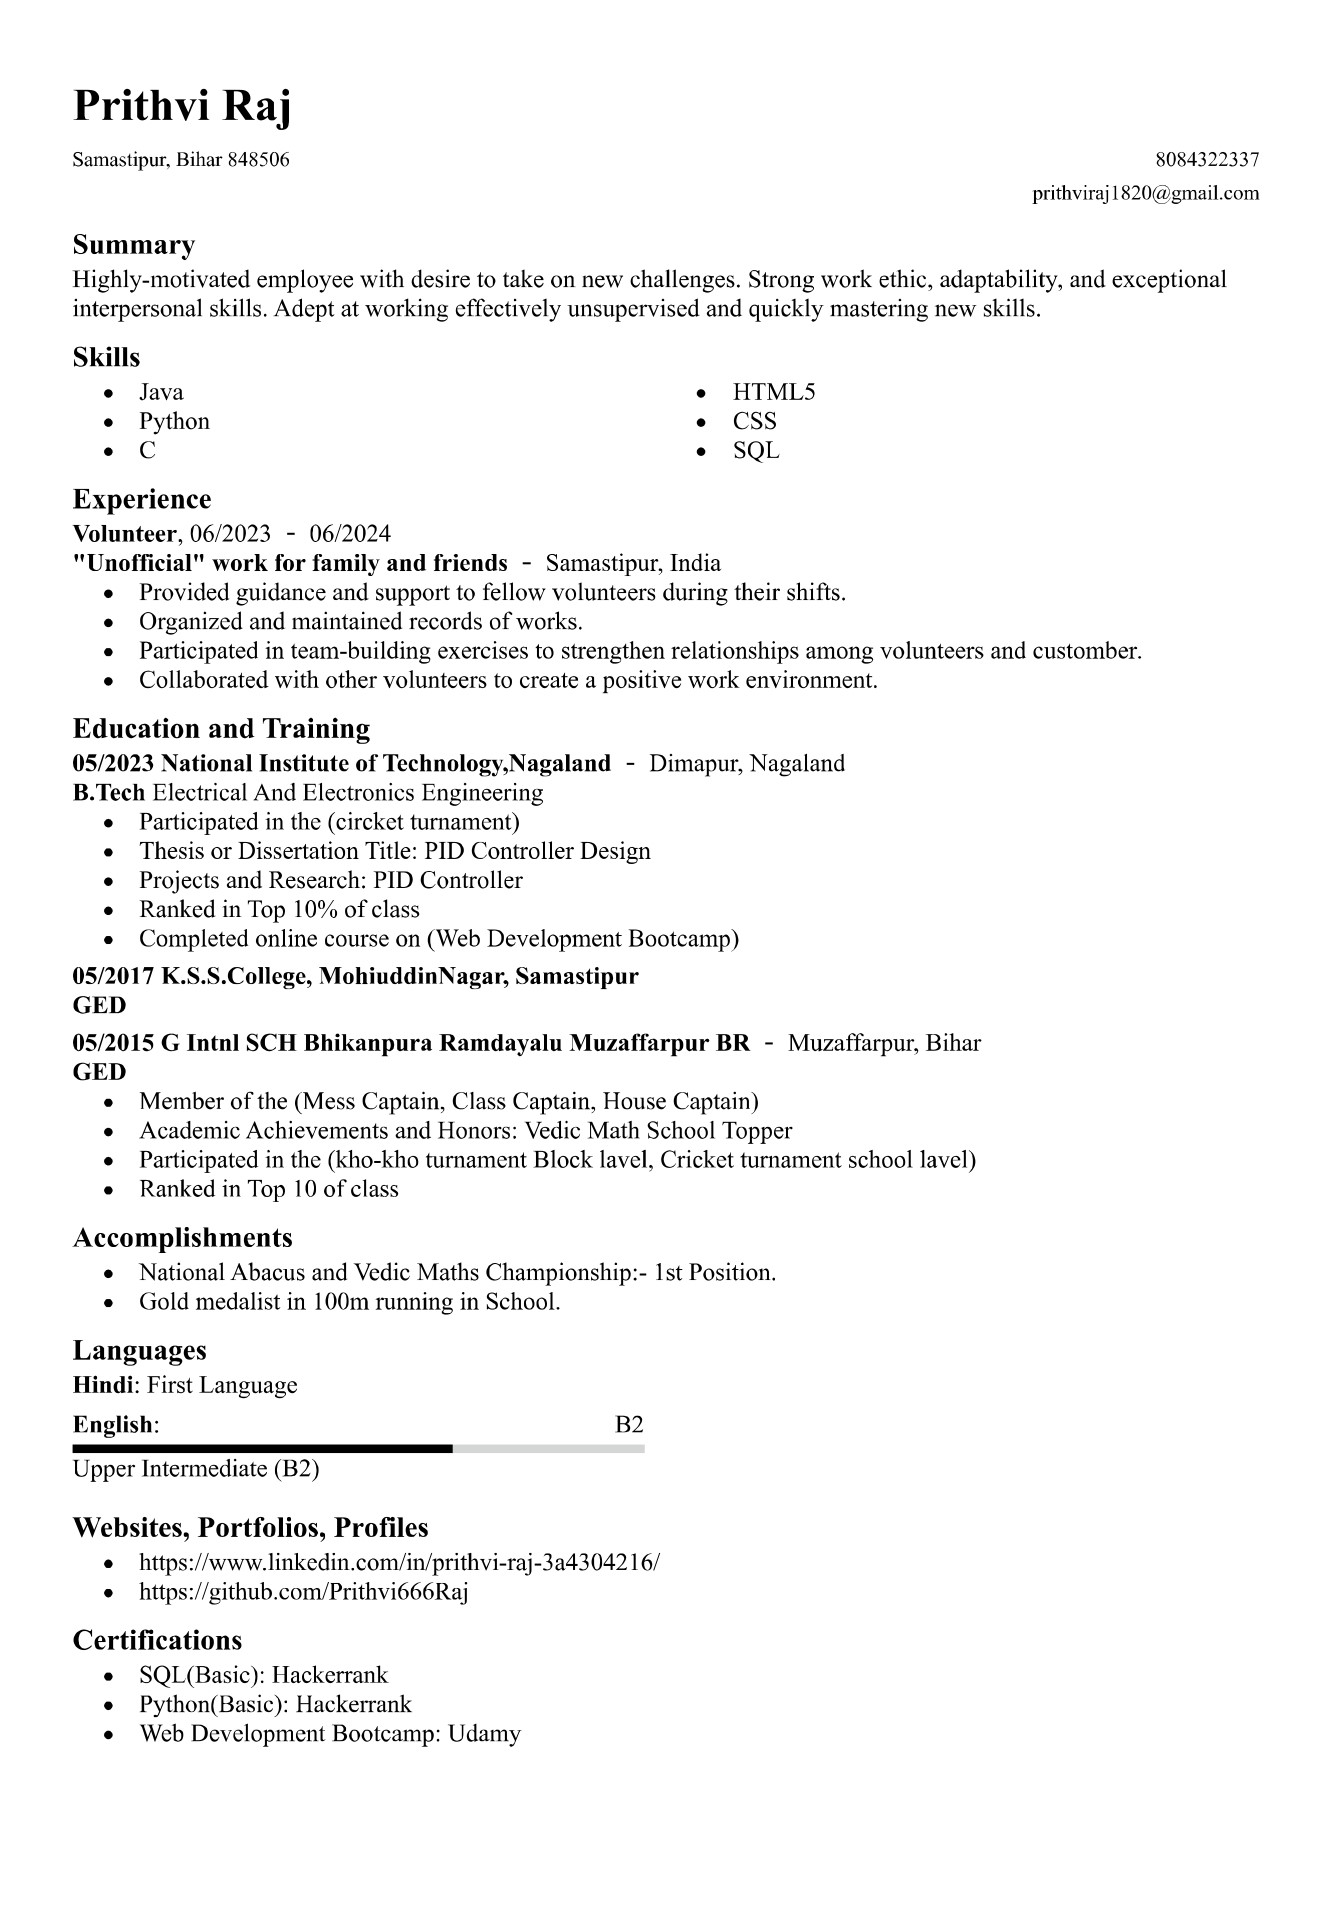 Prithvi Raj
Samastipur, Bihar 848506
8084322337
prithviraj1820@gmail.com
Summary
Highly-motivated employee with desire to take on new challenges. Strong work ethic, adaptability, and exceptional
interpersonal skills. Adept at working effectively unsupervised and quickly mastering new skills.
Skills
• Java
• Python
• C
• HTML5
• CSS
• SQL
Experience
Volunteer, 06/2023 - 06/2024
"Unofficial" work for family and friends - Samastipur, India
• Provided guidance and support to fellow volunteers during their shifts.
• Organized and maintained records of works.
• Participated in team-building exercises to strengthen relationships among volunteers and customber.
• Collaborated with other volunteers to create a positive work environment.
Education and Training
05/2023 National Institute of Technology,Nagaland - Dimapur, Nagaland
B.Tech Electrical And Electronics Engineering
• Participated in the (circket turnament)
• Thesis or Dissertation Title: PID Controller Design
• Projects and Research: PID Controller
• Ranked in Top 10% of class
• Completed online course on (Web Development Bootcamp)
05/2017 K.S.S.College, MohiuddinNagar, Samastipur
GED
05/2015 G Intnl SCH Bhikanpura Ramdayalu Muzaffarpur BR - Muzaffarpur, Bihar
GED
• Member of the (Mess Captain, Class Captain, House Captain)
• Academic Achievements and Honors: Vedic Math School Topper
• Participated in the (kho-kho turnament Block lavel, Cricket turnament school lavel)
• Ranked in Top 10 of class
Accomplishments
• National Abacus and Vedic Maths Championship:- 1st Position.
• Gold medalist in 100m running in School.
Languages
Hindi: First Language
English: B2
Upper Intermediate (B2)
Websites, Portfolios, Profiles
• https://www.linkedin.com/in/prithvi-raj-3a4304216/
• https://github.com/Prithvi666Raj
Certifications
• SQL(Basic): Hackerrank
• Python(Basic): Hackerrank
• Web Development Bootcamp: Udamy